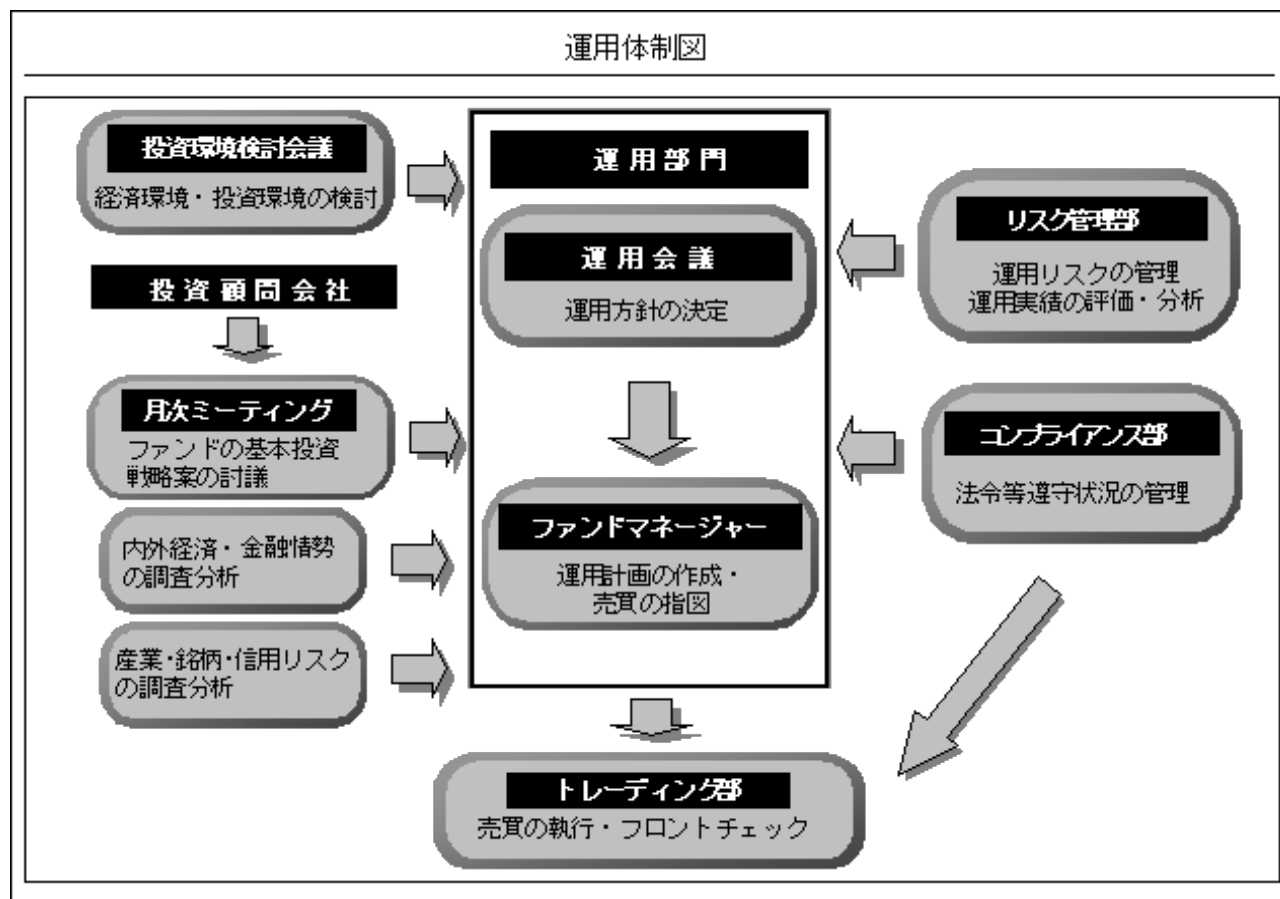 運用体制図
投資環境検討会議
経済環境・投資環境の検討
投資顧問会社
月次ミーティング
ファンドの基本投資
戦略案の討議
内外経済・金融情勢
の調査分析
産業・銘柄・信用リスク
の調査分析
運用部門
運用会議
運用方針の決定
ファンドマネージャー
運用計画の作成・
売買の指図
リスク管理部
運用リスクの管理
運用実績の評価・分析
コンプライアンス部
法令等遵守状況の管理
トレーディング部
売買の執行・フロントチェック